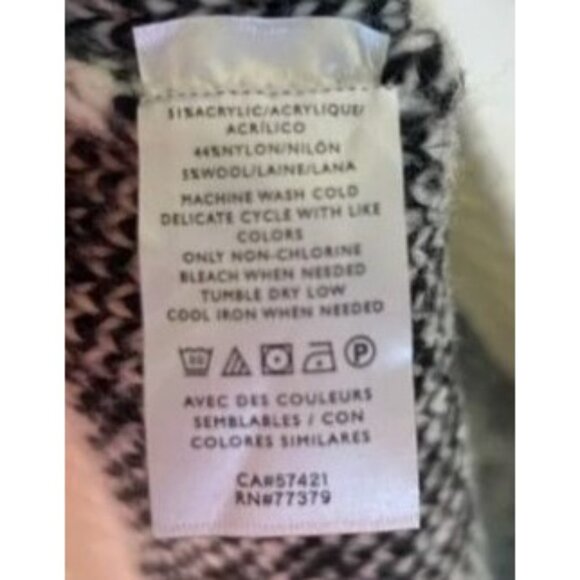 51%ACRYLIC/ACRYLIQUE/
ACRÍLICO
44%NYLON/NILÓN
5%WOOL/LAINE/LANA
MACHINE WASH COLD
DELICATE CYCLE WITH LIKE
COLORS
ONLY NON-CHLORINE
BLEACH WHEN NEEDED
TUMBLE DRY LOW
COOL IRON WHEN NEEDED
30 P
AVEC DES COULEURS
SEMBLABLES / CON
COLORES SIMILARES
CA#57421
RN#77379